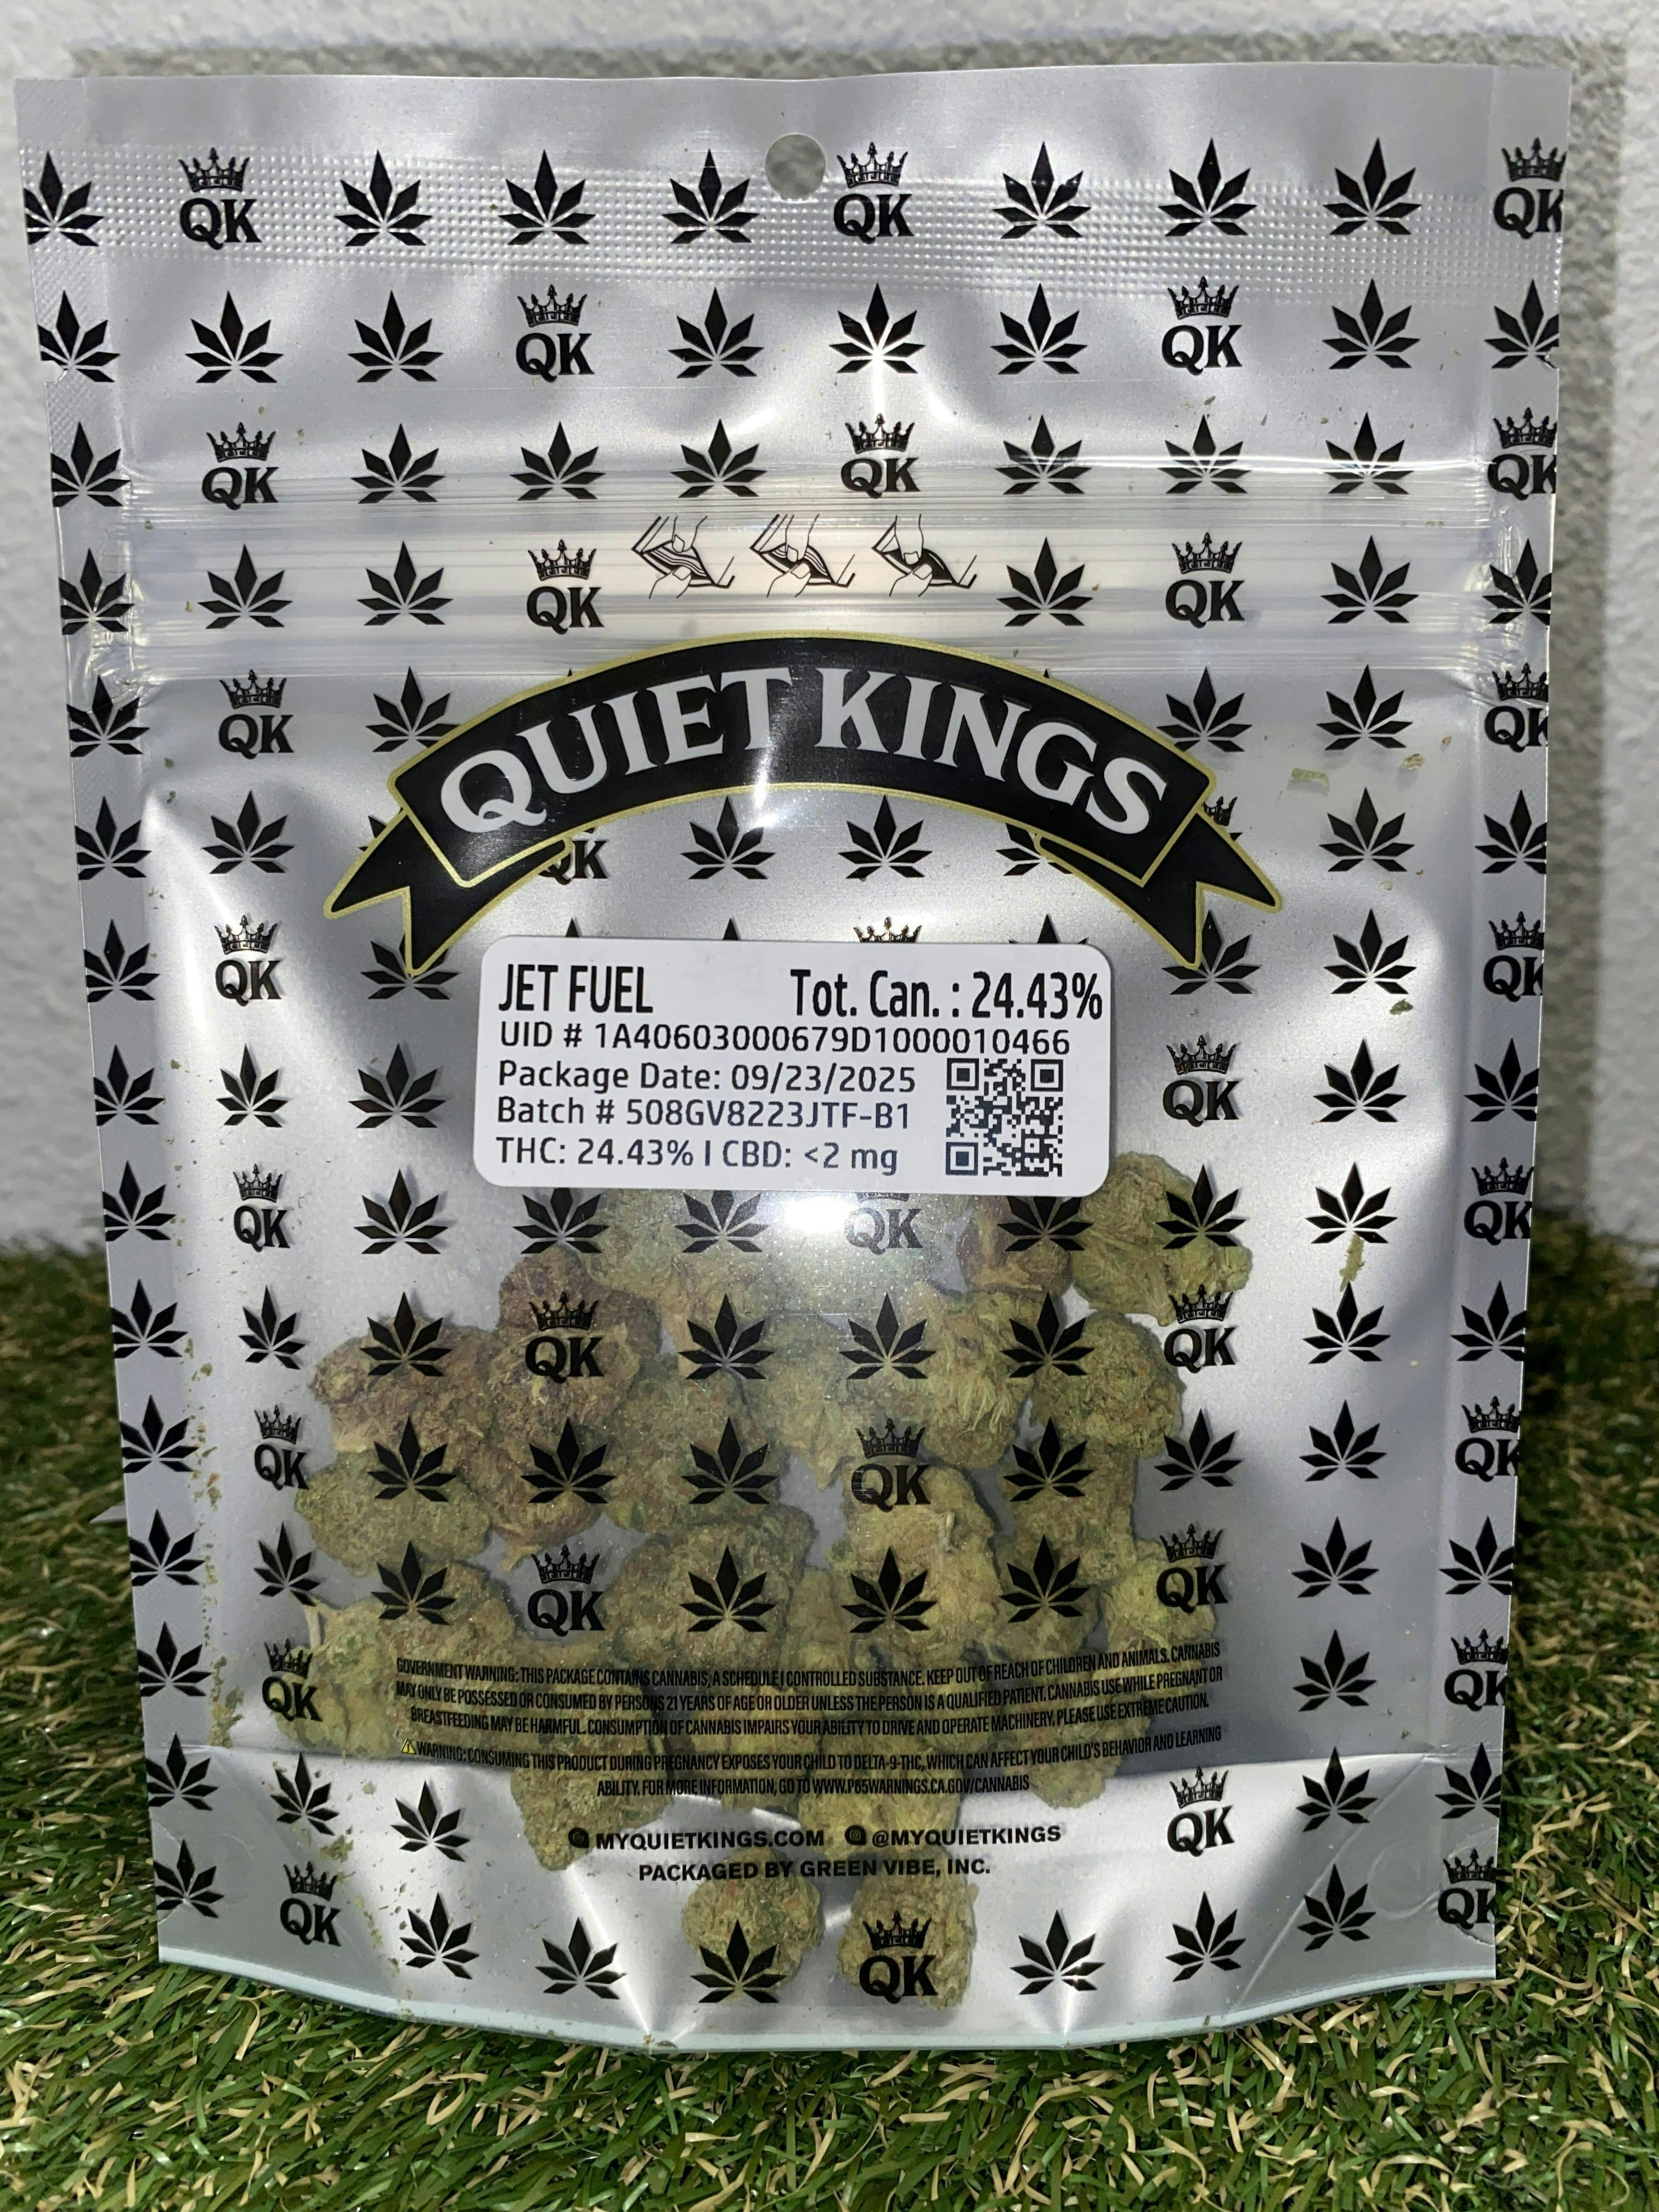 QUIET KINGS
JET FUEL Tot. Can. : 24.43%
UID # 1A40603000679D1000010466
Package Date: 09/23/2025
Batch # 508GV8223JTF-B1
THC: 24.43% | CBD: <2 mg
GOVERNMENT WARNING: THIS PACKAGE CONTAINS CANNABIS, A SCHEDULE I CONTROLLED SUBSTANCE. KEEP OUT OF REACH OF CHILDREN AND ANIMALS. CANNABIS
MAY ONLY BE POSSESSED OR CONSUMED BY PERSONS 21 YEARS OF AGE OR OLDER UNLESS THE PERSON IS A QUALIFIED PATIENT. CANNABIS USE WHILE PREGNANT OR
BREASTFEEDING MAY BE HARMFUL. CONSUMPTION OF CANNABIS IMPAIRS YOUR ABILITY TO DRIVE AND OPERATE MACHINERY. PLEASE USE EXTREME CAUTION.
⚠WARNING: CONSUMING THIS PRODUCT DURING PREGNANCY EXPOSES YOUR CHILD TO DELTA-9-THC, WHICH CAN AFFECT YOUR CHILD'S BEHAVIOR AND LEARNING
ABILITY. FOR MORE INFORMATION, GO TO WWW.P65WARNINGS.CA.GOV/CANNABIS
MYQUIETKINGS.COM @MYQUIETKINGS
PACKAGED BY GREEN VIBE, INC.
QK